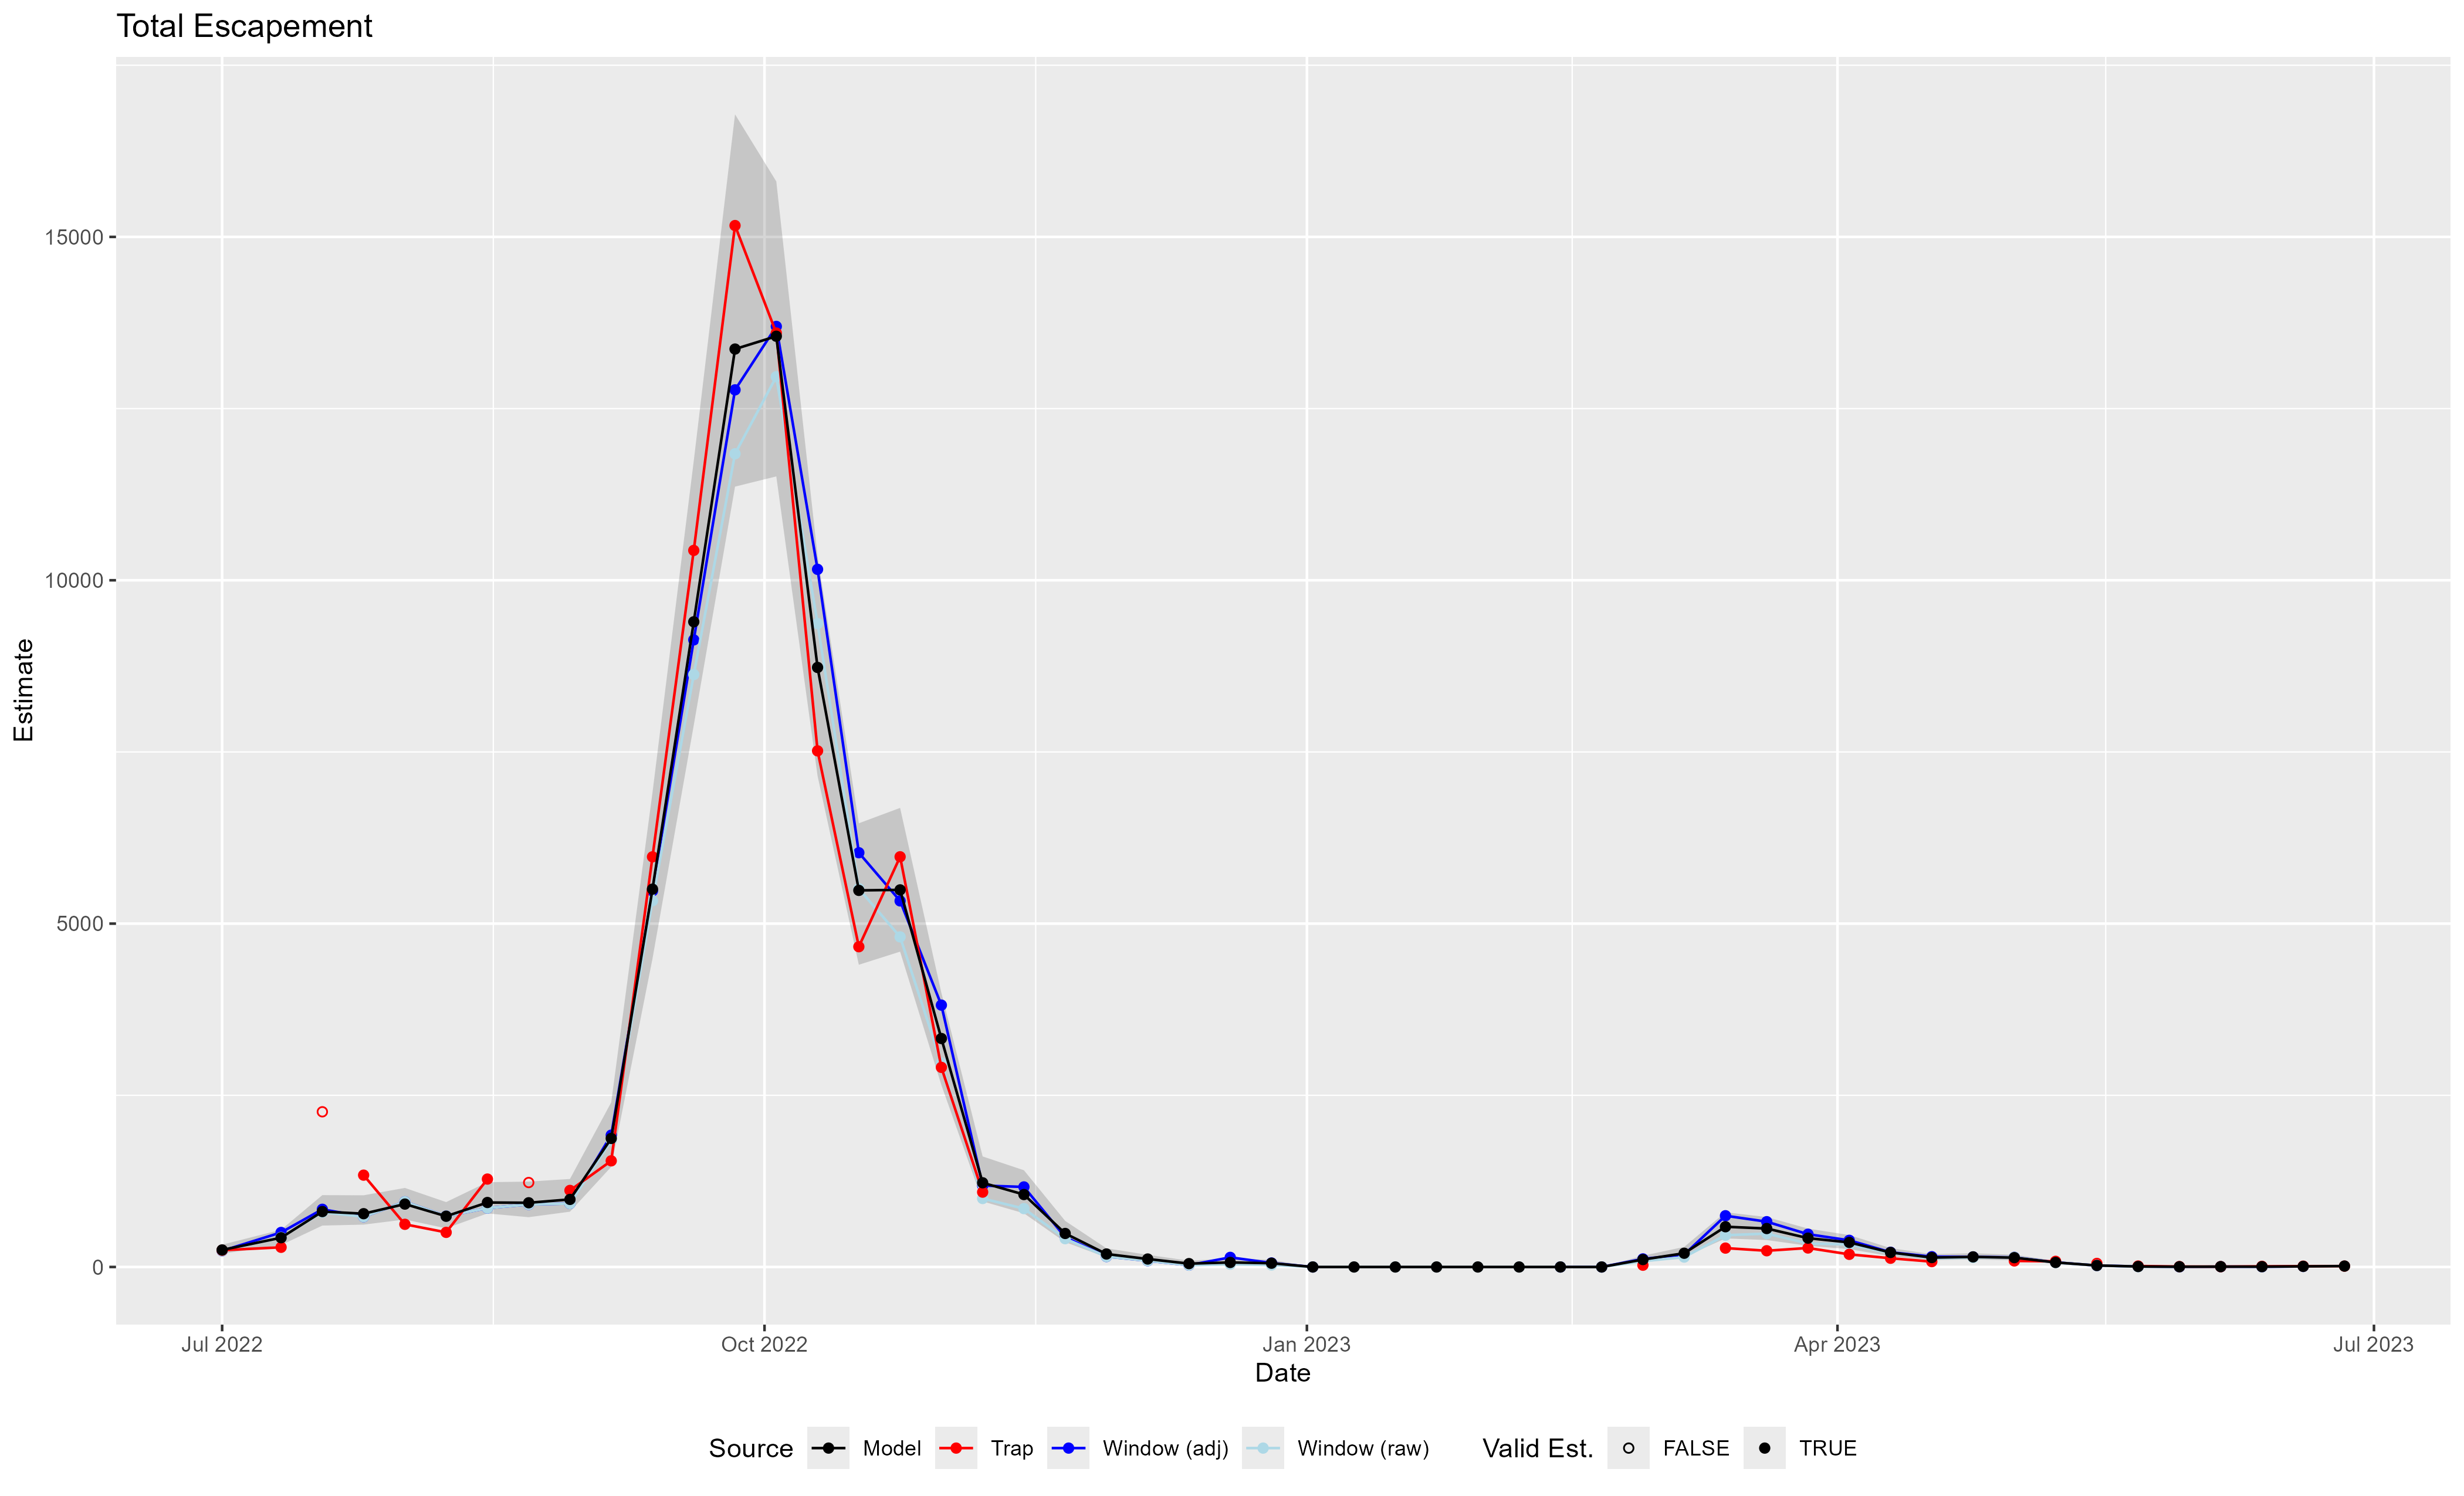 Total Escapement
15000
10000
5000
0
Estimate
Jul 2022 Oct 2022 Jan 2023 Apr 2023 Jul 2023
Date
Source Model Trap Window (adj) Window (raw) Valid Est. FALSE TRUE